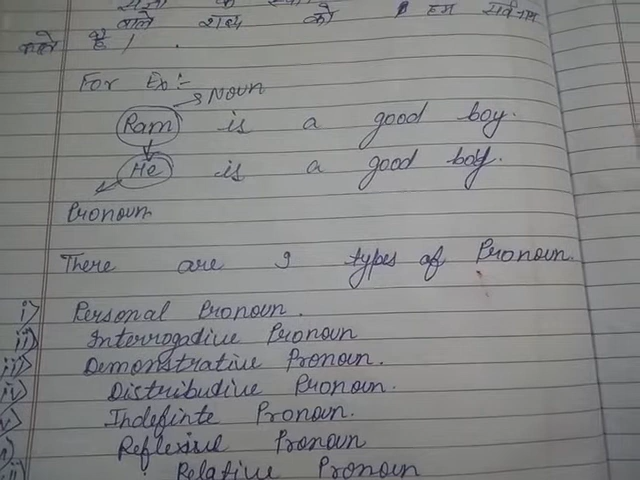 वाले शब्द को हम सर्वनाम
कहते हैं।
For Ex:-
Noun
Ram is a good boy.
He is a good boy.
Pronoun
There are 9 types of Pronoun.
i) Personal Pronoun.
ii) Interrogadive Pronoun
iii) Demonstrative Pronoun.
iv) Distributive Pronoun.
v) Indefinte Pronoun.
Reflexive Pronoun
Relative Pronoun